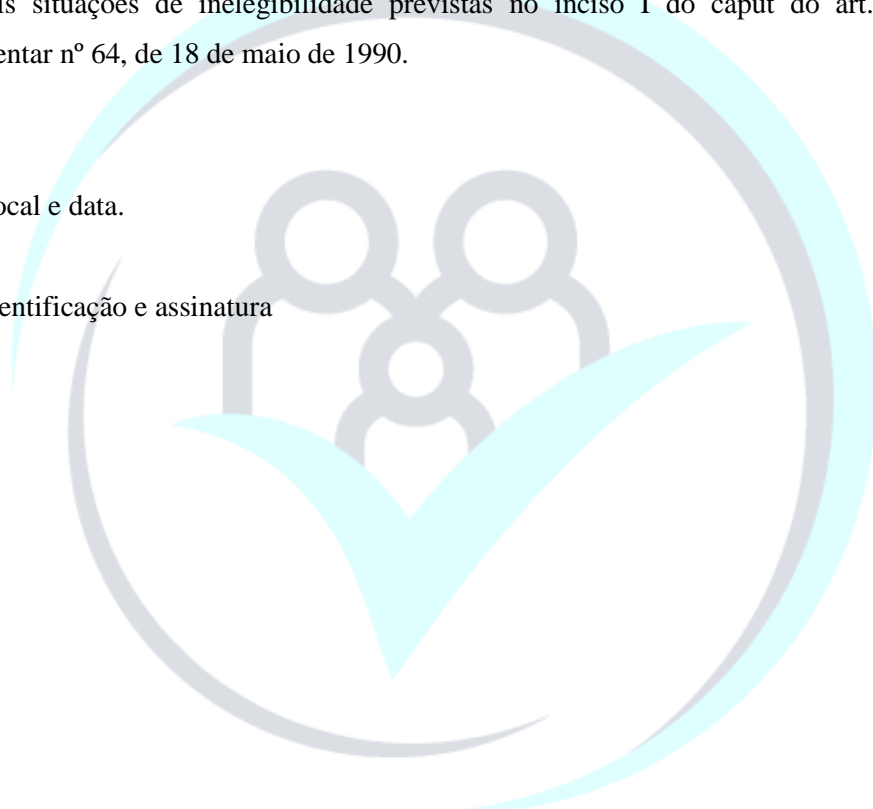 is situações de inelegibilidade previstas no inciso I do caput do art.
entar nº 64, de 18 de maio de 1990.
ocal e data.
entificação e assinatura